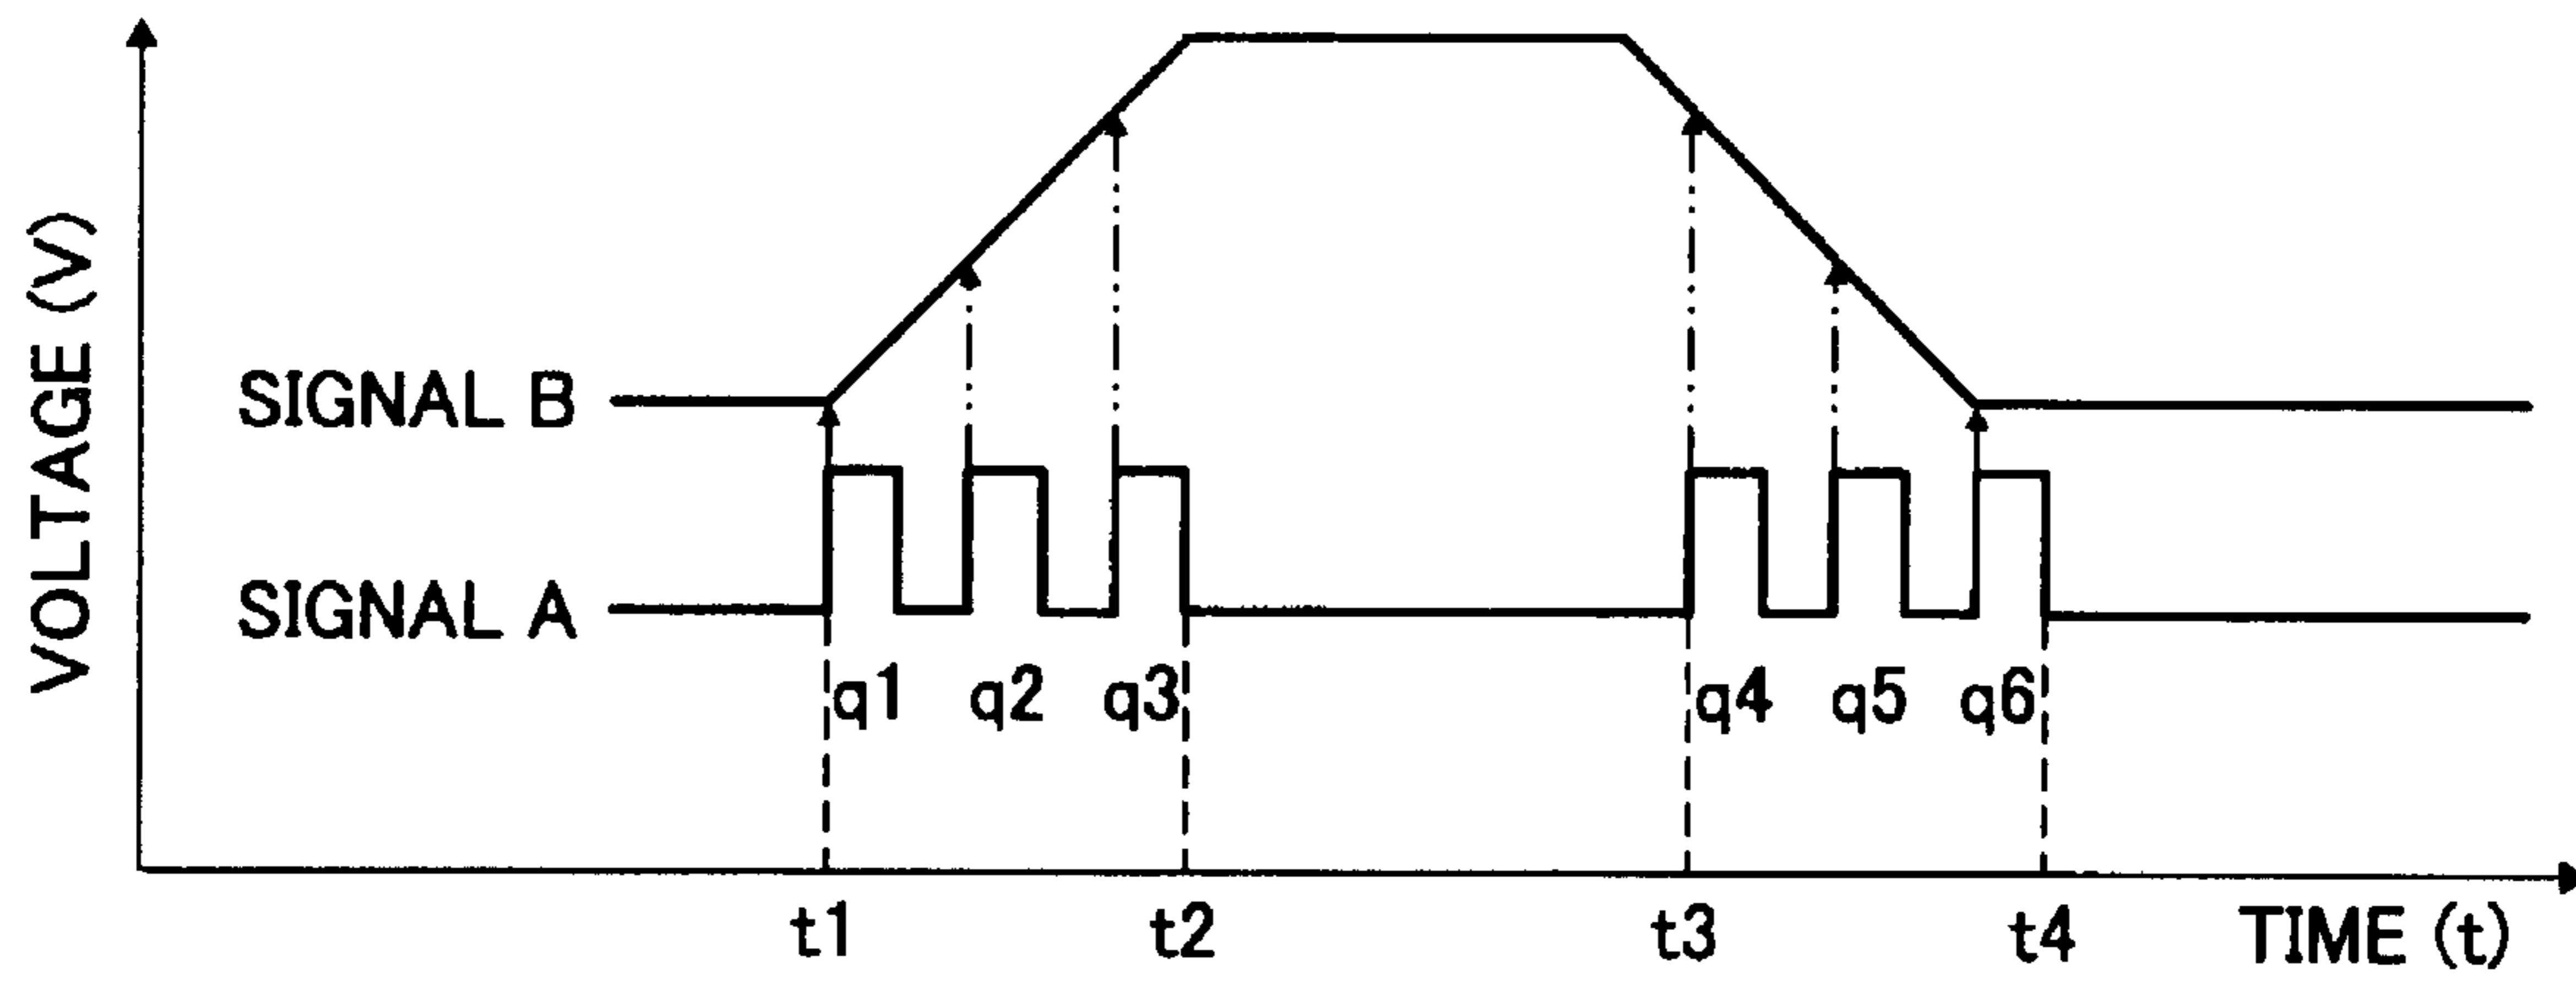 VOLTAGE (V)
SIGNAL B
SIGNAL A
q1 q2 q3 q4 q5 q6
t1 t2 t3 t4 TIME (t)